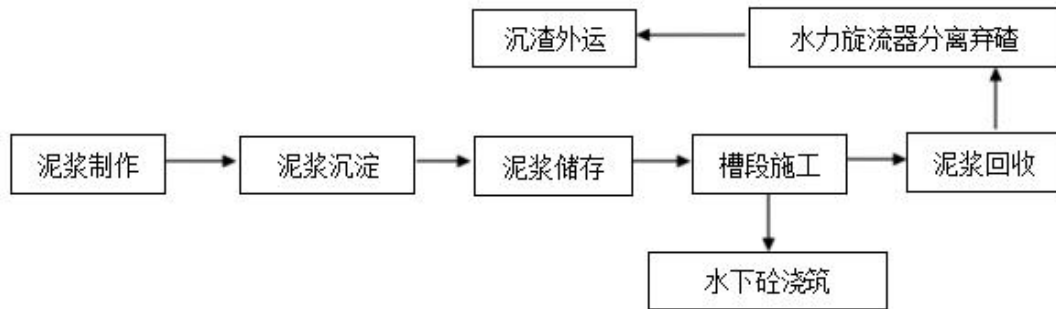 沉渣外运
水力旋流器分离弃碴
泥浆制作
泥浆沉淀
泥浆储存
槽段施工
泥浆回收
水下砼浇筑